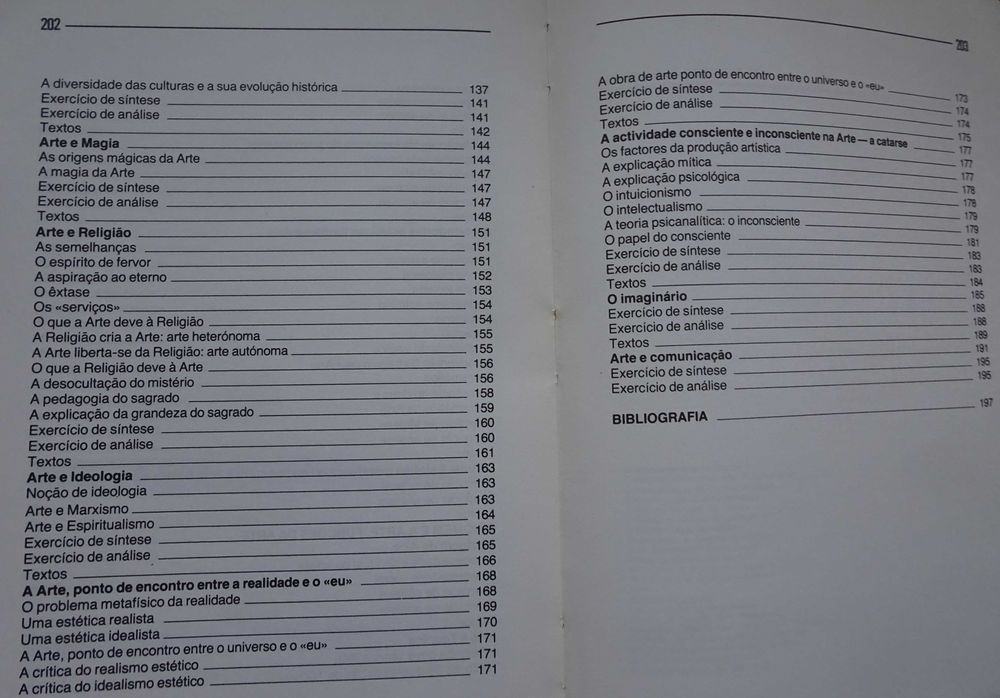 202
A diversidade das culturas e a sua evolução histórica 137
Exercício de síntese 141
Exercício de análise 141
Textos 142
Arte e Magia 144
As origens mágicas da Arte 144
A magia da Arte 147
Exercício de síntese 147
Exercício de análise 147
Textos 148
Arte e Religião 151
As semelhanças 151
O espírito de fervor 151
A aspiração ao eterno 152
O êxtase 153
Os «serviços» 154
O que a Arte deve à Religião 154
A Religião cria a Arte: arte heterónoma 155
A Arte liberta-se da Religião: arte autónoma 155
O que a Religião deve à Arte 156
A desocultação do mistério 156
A pedagogia do sagrado 158
A explicação da grandeza do sagrado 159
Exercício de síntese 160
Exercício de análise 160
Textos 161
Arte e Ideologia 163
Noção de ideologia 163
Arte e Marxismo 163
Arte e Espiritualismo 164
Exercício de síntese 165
Exercício de análise 165
Textos 166
A Arte, ponto de encontro entre a realidade e o «eu» 168
O problema metafísico da realidade 168
Uma estética realista 169
Uma estética idealista 170
A Arte, ponto de encontro entre o universo e o «eu» 171
A crítica do realismo estético 171
A crítica do idealismo estético 171
203
A obra de arte ponto de encontro entre o universo e o «eu» 173
Exercício de síntese 174
Exercício de análise 174
Textos 175
A actividade consciente e inconsciente na Arte — a catarse 177
Os factores da produção artística 177
A explicação mítica 177
A explicação psicológica 178
O intuicionismo 178
O intelectualismo 179
A teoria psicanalítica: o inconsciente 179
O papel do consciente 181
Exercício de síntese 183
Exercício de análise 183
Textos 184
O imaginário 185
Exercício de síntese 188
Exercício de análise 188
Textos 189
Arte e comunicação 191
Exercício de síntese 195
Exercício de análise 195
BIBLIOGRAFIA 197